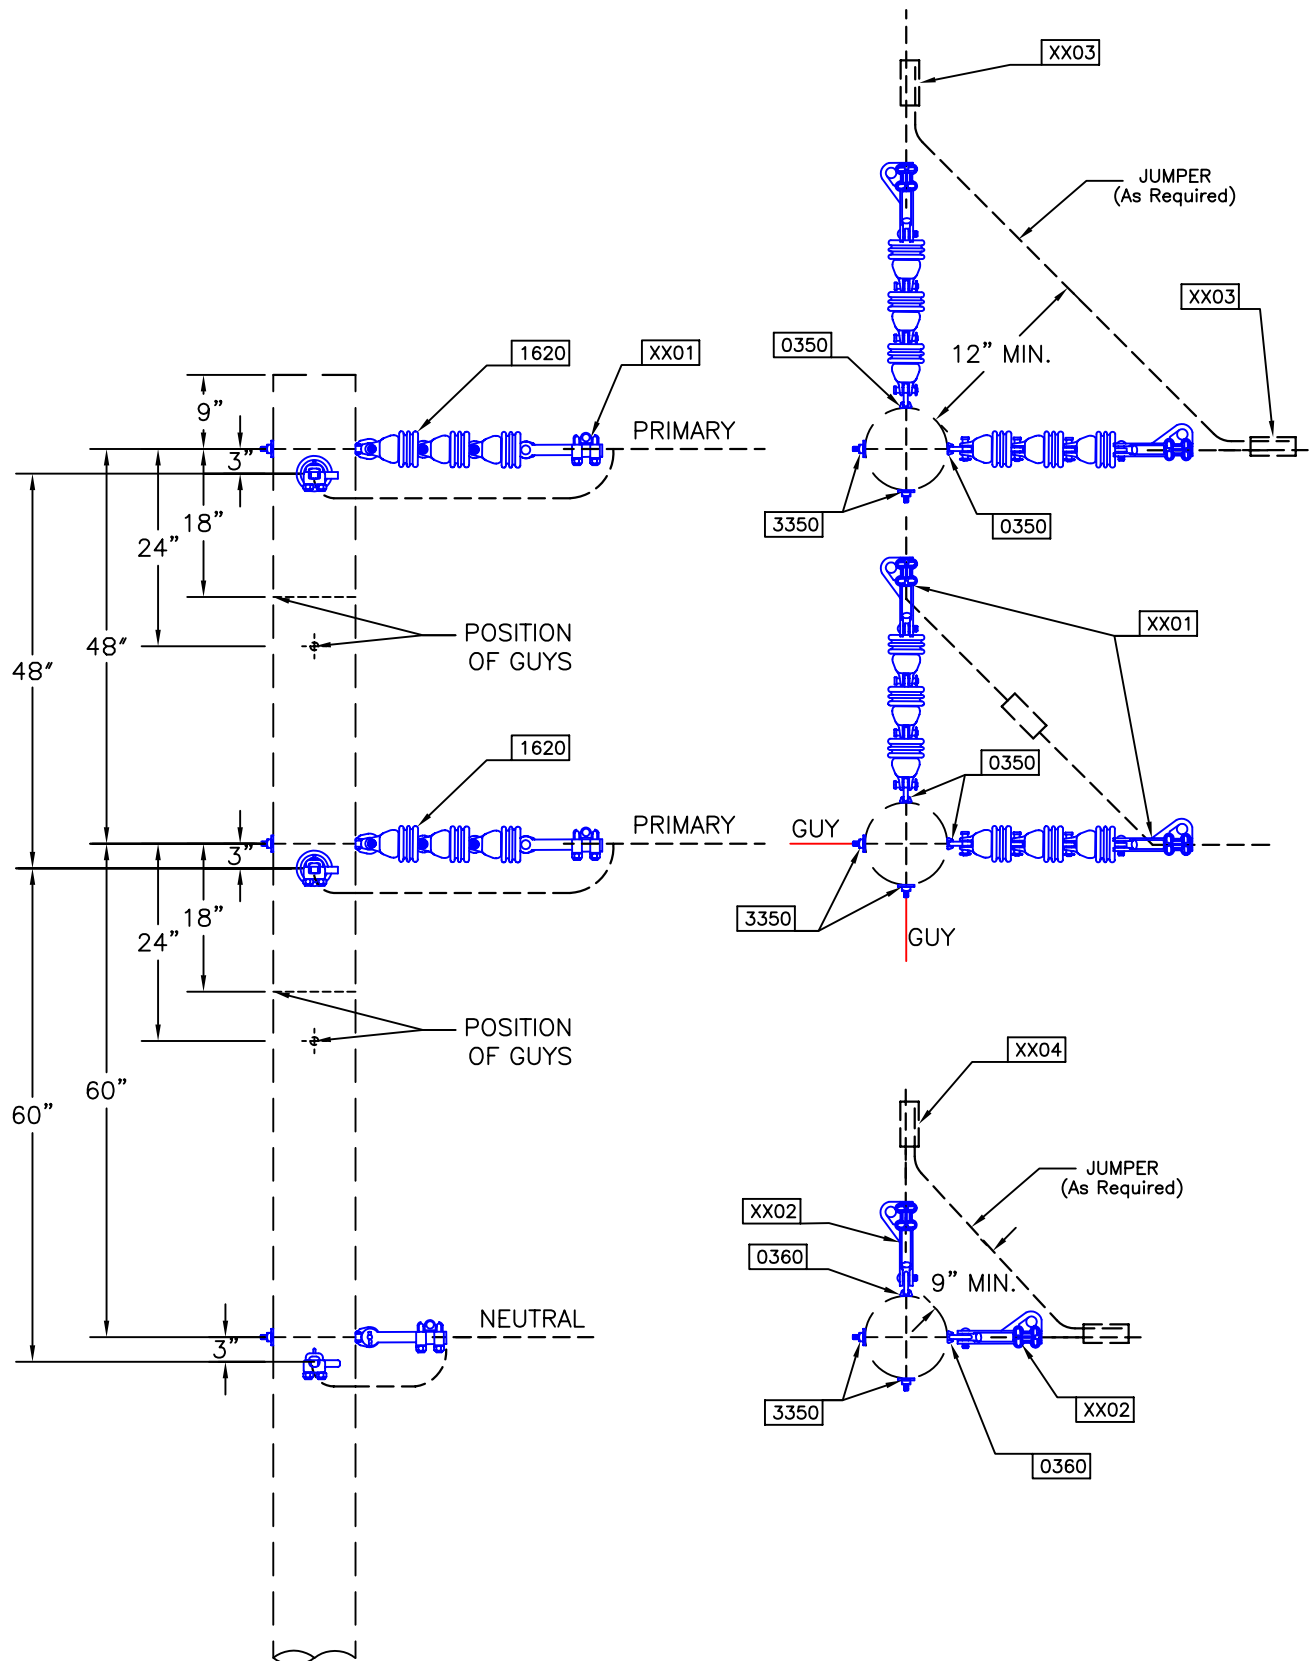 XX03
JUMPER
(As Required)
XX03
0350
12” MIN.
1620
XX01
9”
PRIMARY
3”
3350
0350
18”
24”
48”
48”
POSITION
OF GUYS
XX01
1620
0350
PRIMARY
GUY
3”
3350
18”
24”
GUY
POSITION
OF GUYS
XX04
60”
60”
JUMPER
(As Required)
XX02
0360
9” MIN.
NEUTRAL
3”
3350
XX02
0360